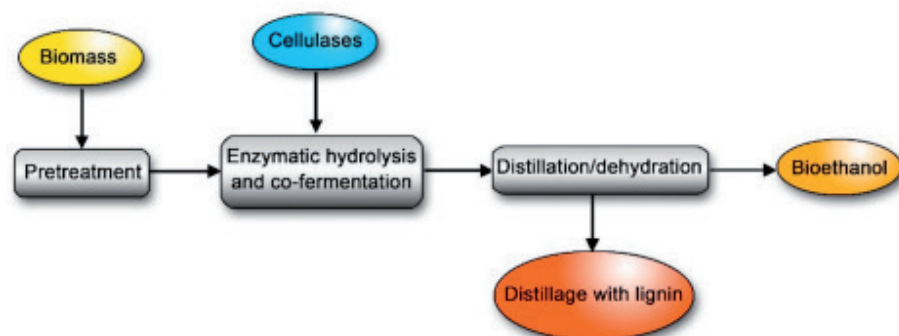 Biomass
Cellulases
Pretreatment
Enzymatic hydrolysis
and co-fermentation
Distillation/dehydration
Bioethanol
Distillage with lignin